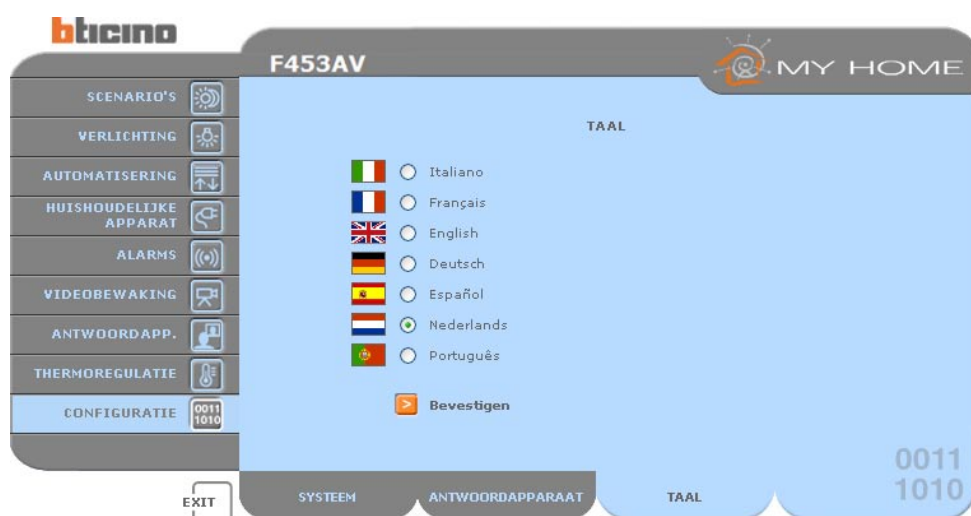 bticino
F453AV
MY HOME
SCENARIO'S
VERLICHTING
AUTOMATISERING
HUISHOUDELIJKE
APPARAT
ALARMS
VIDEOBEWAKING
ANTWOORDAPP.
THERMOREGULATIE
CONFIGURATIE
0011
1010
EXIT
TAAL
Italiano
Français
English
Deutsch
Español
Nederlands
Português
> Bevestigen
0011
1010
SYSTEEM
ANTWOORDAPPARAAT
TAAL